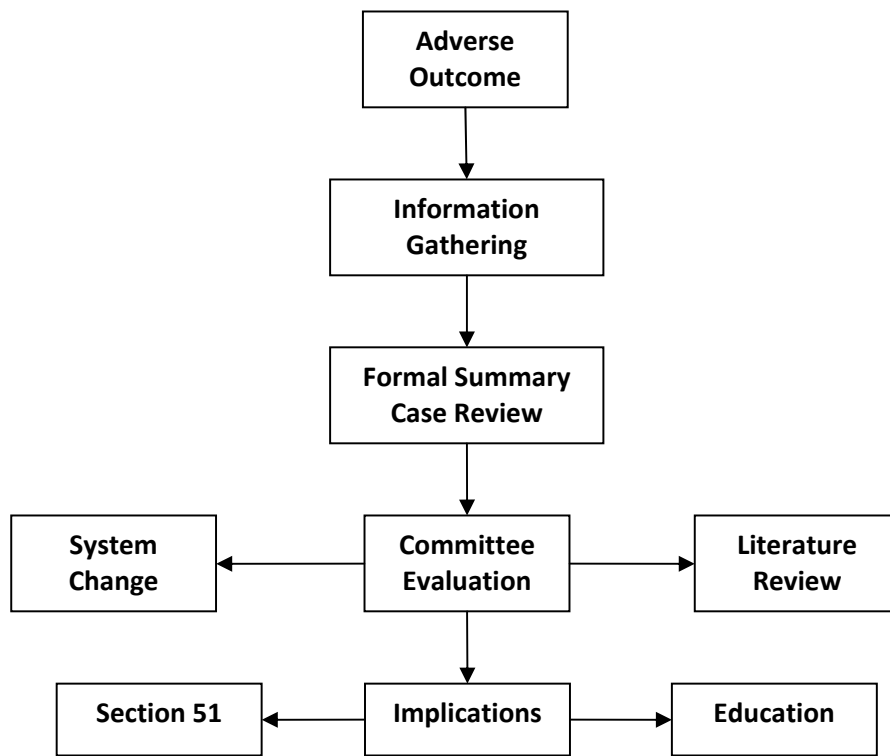 Adverse
Outcome
Information
Gathering
Formal Summary
Case Review
System
Change
Committee
Evaluation
Literature
Review
Section 51
Implications
Education